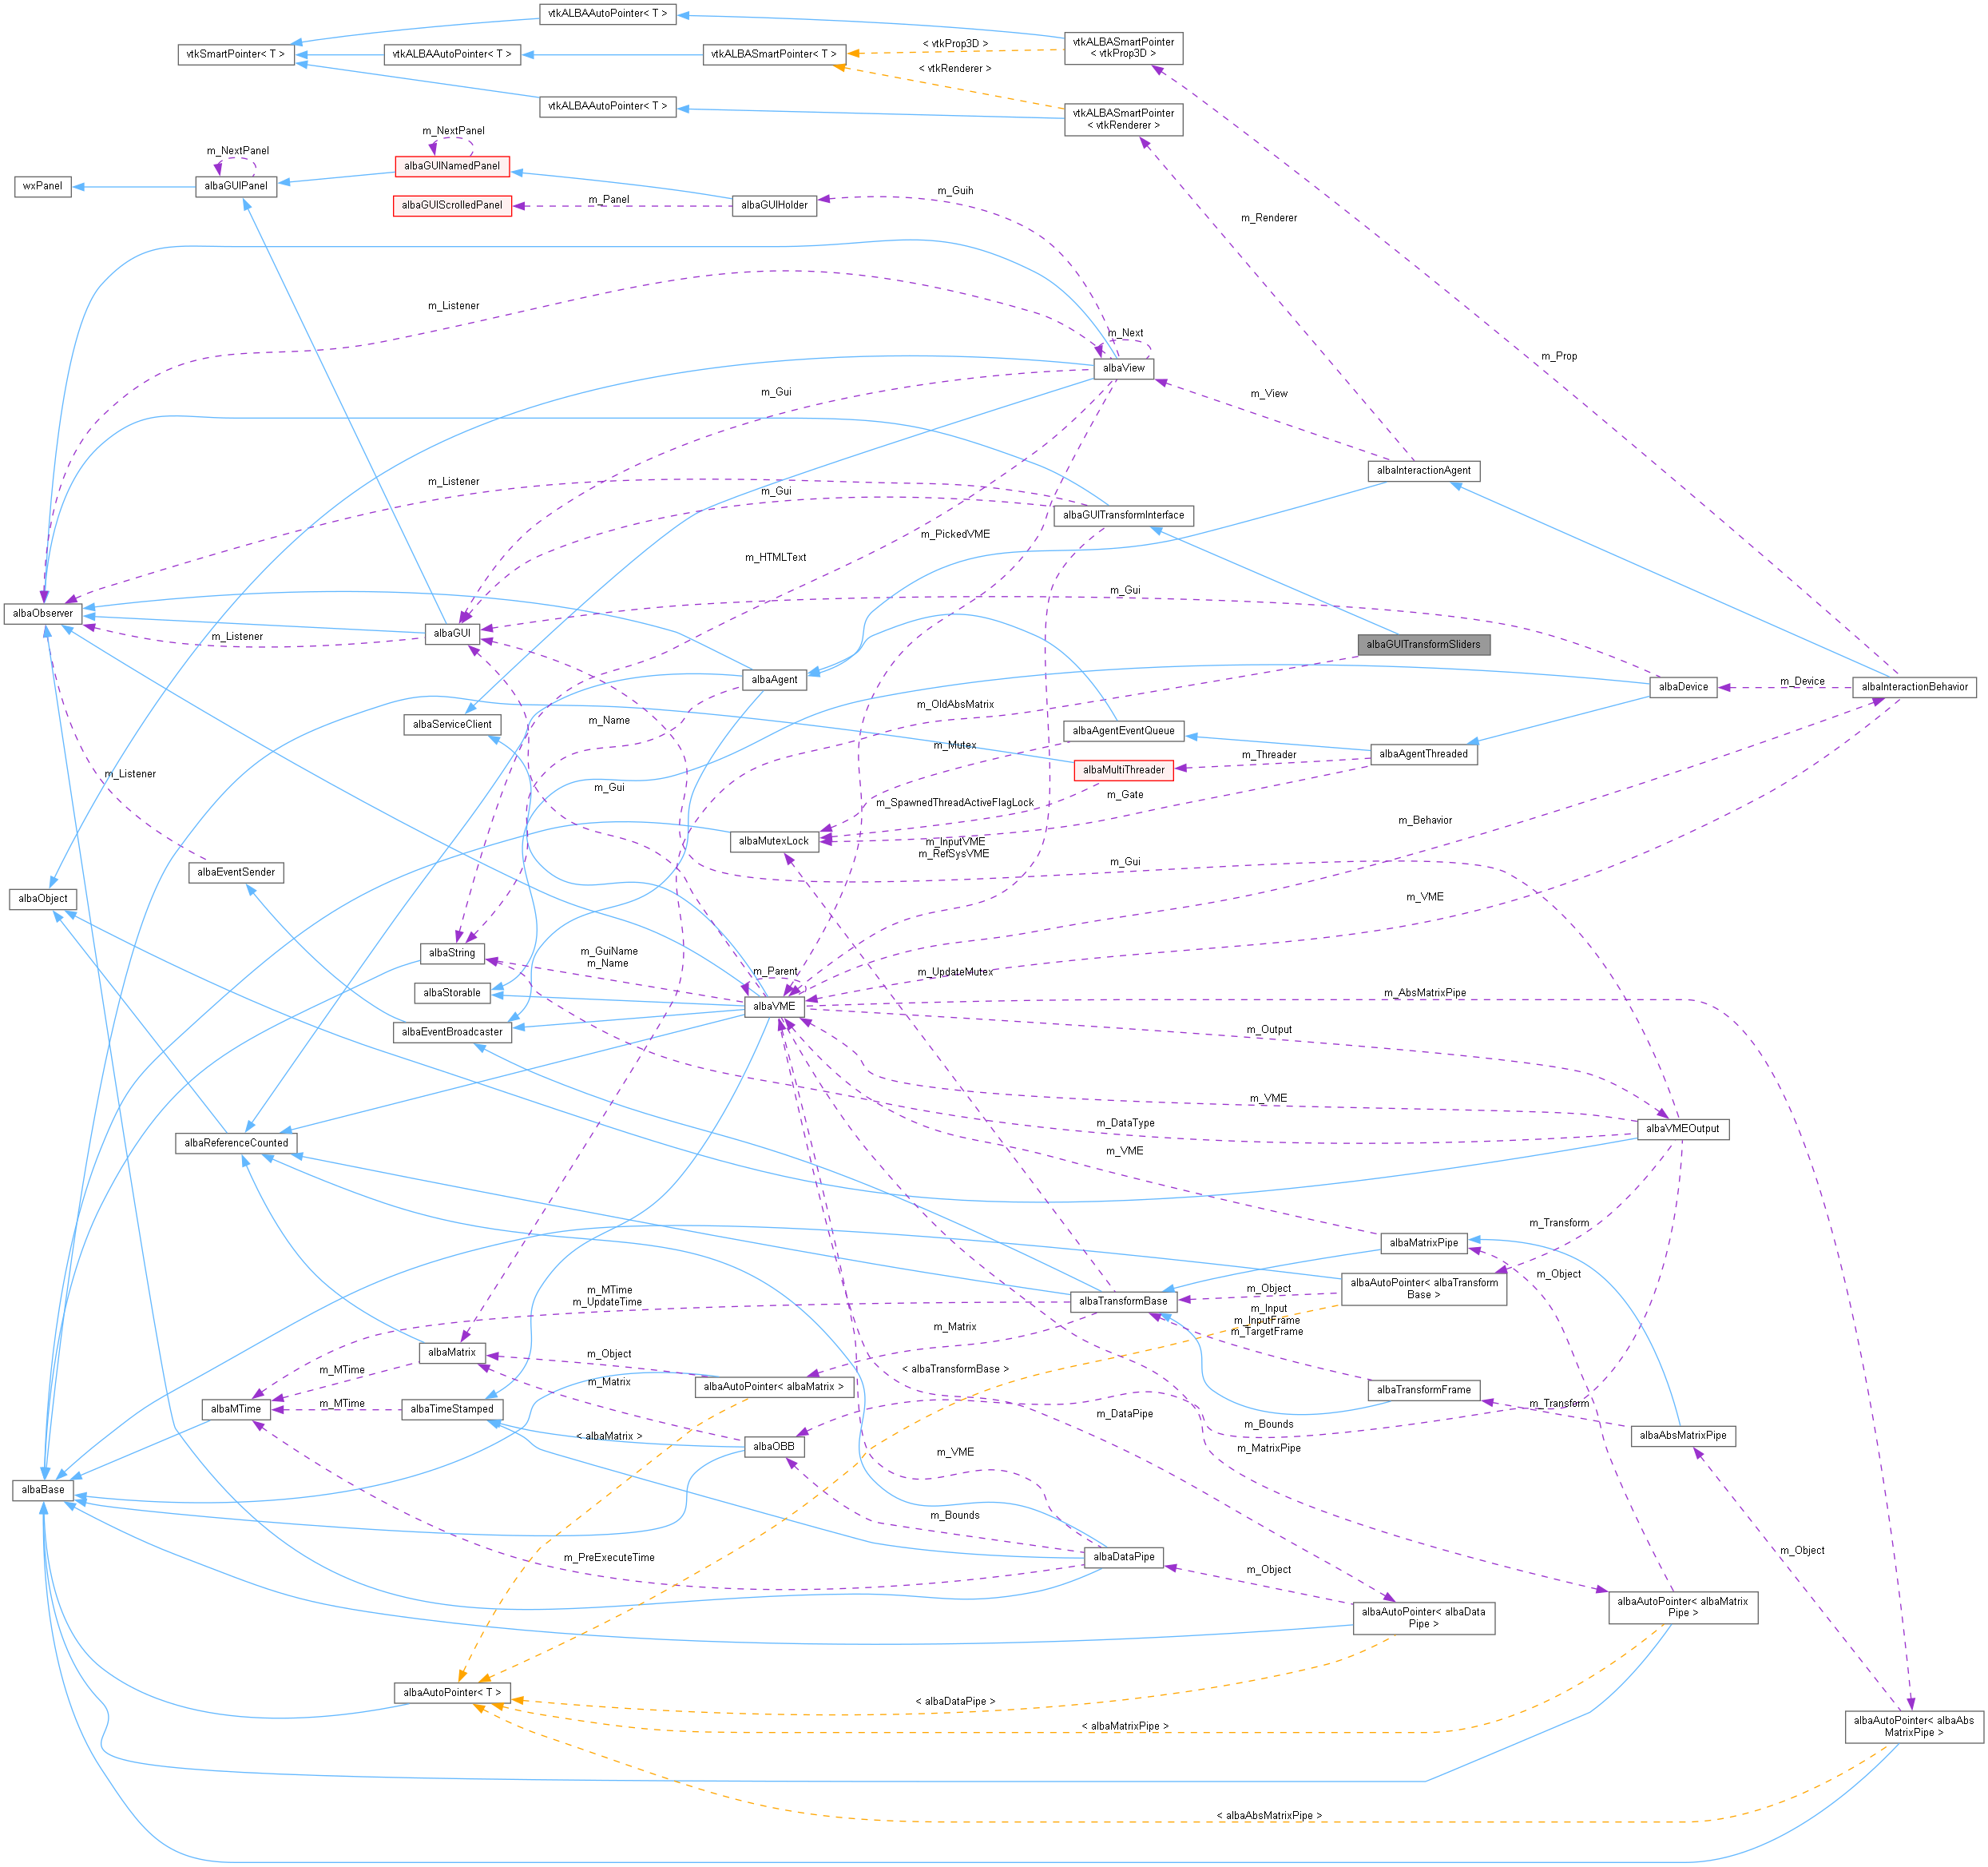 vtkALBAAutoPointer< T >
vtkSmartPointer< T >
vtkALBAAutoPointer< T >
vtkALBASmartPointer< T >
< vtkProp3D >
vtkALBASmartPointer
< vtkProp3D >
< vtkRenderer >
vtkALBAAutoPointer< T >
vtkALBASmartPointer
< vtkRenderer >
m_NextPanel
m_NextPanel
albaGUINamedPanel
wxPanel
albaGUIPanel
m_Guih
albaGUIScrolledPanel
m_Panel
albaGUIHolder
m_Renderer
m_Listener
m_Next
m_Prop
albaView
m_Gui
m_View
albaInteractionAgent
m_Listener
m_Gui
albaGUITransformInterface
m_PickedVME
m_HTMLText
m_Gui
albaObserver
m_Listener
albaGUI
albaGUITransformSliders
albaAgent
m_Device
albaDevice
albaInteractionBehavior
m_OldAbsMatrix
albaServiceClient
m_Name
albaAgentEventQueue
m_Mutex
albaAgentThreaded
m_Threader
m_Listener
albaMultiThreader
m_Gui
m_Gate
m_SpawnedThreadActiveFlagLock
m_Behavior
albaMutexLock
m_InputVME
m_RefSysVME
m_Gui
albaEventSender
albaObject
m_VME
albaString
m_GuiName
m_Name
m_Parent
m_UpdateMutex
albaStorable
albaVME
m_AbsMatrixPipe
albaEventBroadcaster
m_Output
m_VME
albaReferenceCounted
m_DataType
albaVMEOutput
m_VME
m_Transform
albaMatrixPipe
m_Object
m_MTime
m_UpdateTime
albaTransformBase
m_Object
albaAutoPointer< albaTransform
Base >
m_Input
m_InputFrame
m_TargetFrame
m_Matrix
albaMatrix
m_Object
< albaTransformBase >
m_MTime
m_Matrix
albaAutoPointer< albaMatrix >
albaTransformFrame
m_Transform
albaMTime
m_MTime
albaTimeStamped
m_DataPipe
m_Bounds
albaAbsMatrixPipe
< albaMatrix >
albaOBB
m_VME
m_MatrixPipe
albaBase
m_Bounds
m_PreExecuteTime
albaDataPipe
m_Object
m_Object
albaAutoPointer< albaData
Pipe >
albaAutoPointer< albaMatrix
Pipe >
albaAutoPointer< T >
< albaDataPipe >
< albaMatrixPipe >
albaAutoPointer< albaAbs
MatrixPipe >
< albaAbsMatrixPipe >